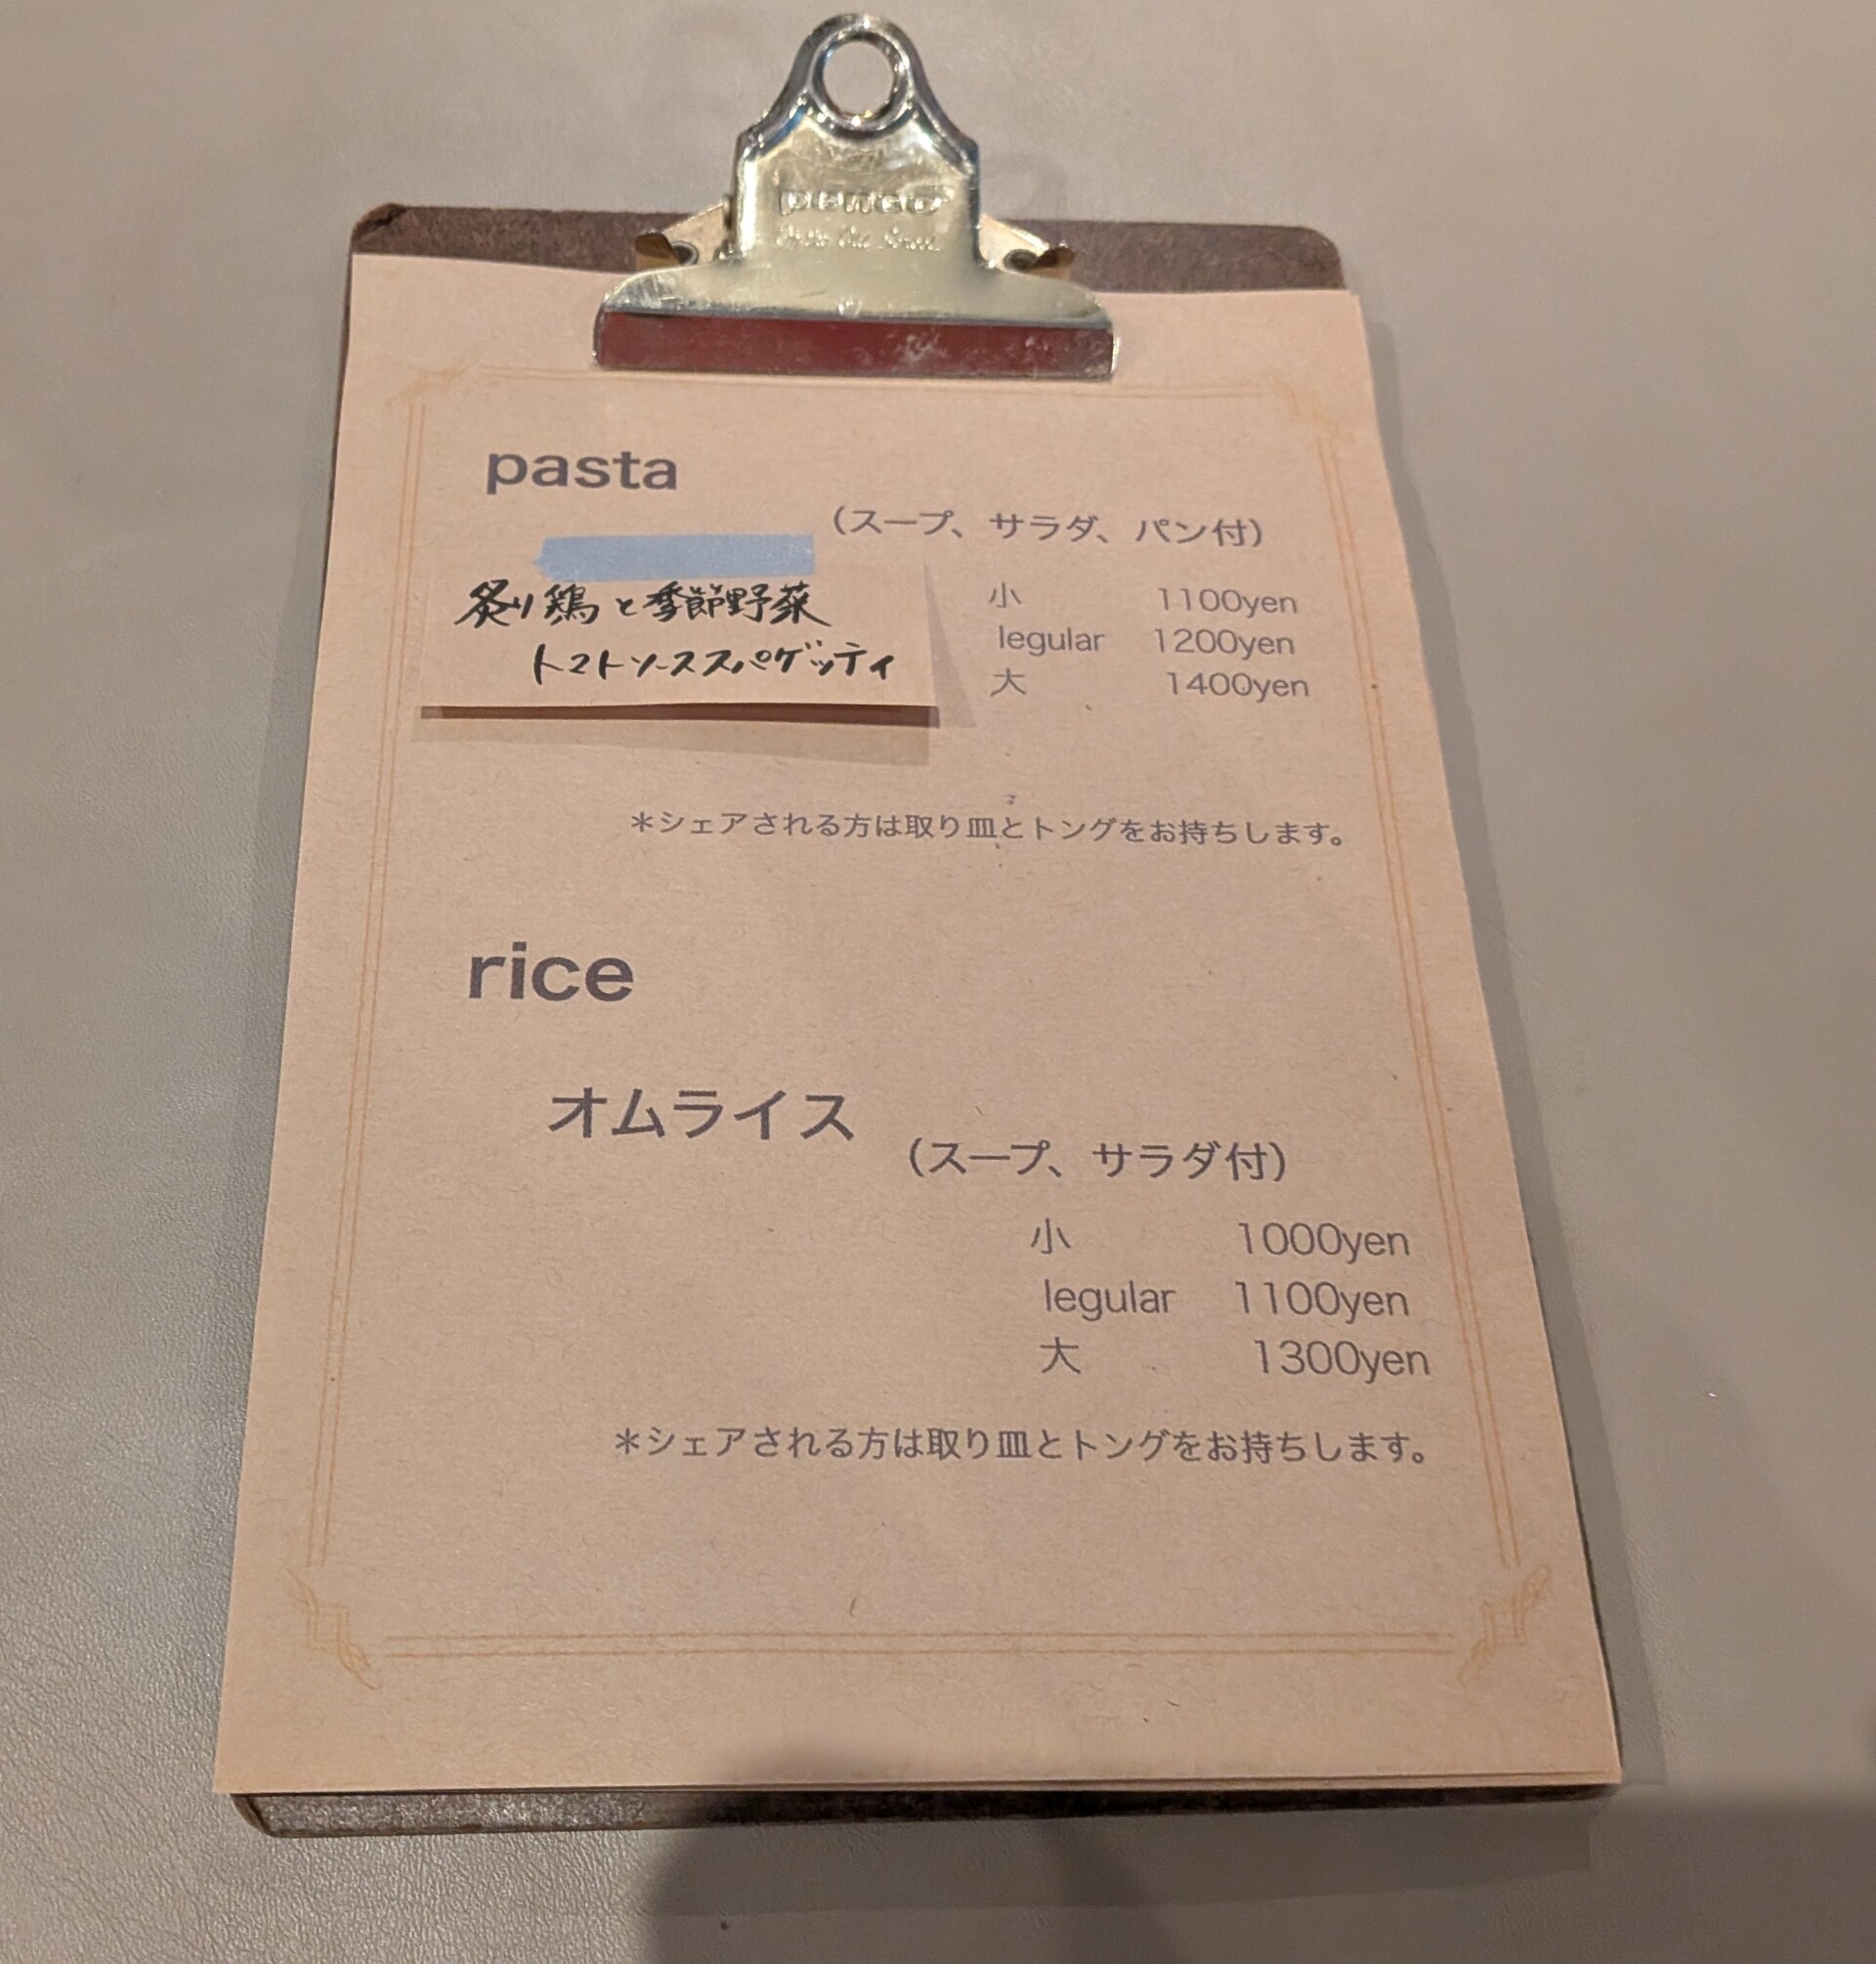 penco
pasta
（スープ、サラダ、パン付）
炙り鶏と季節野菜
トマトソーススパゲッティ
小 1100yen
legular 1200yen
大 1400yen
＊シェアされる方は取り皿とトングをお持ちします。
rice
オムライス
（スープ、サラダ付）
小 1000yen
legular 1100yen
大 1300yen
＊シェアされる方は取り皿とトングをお持ちします。